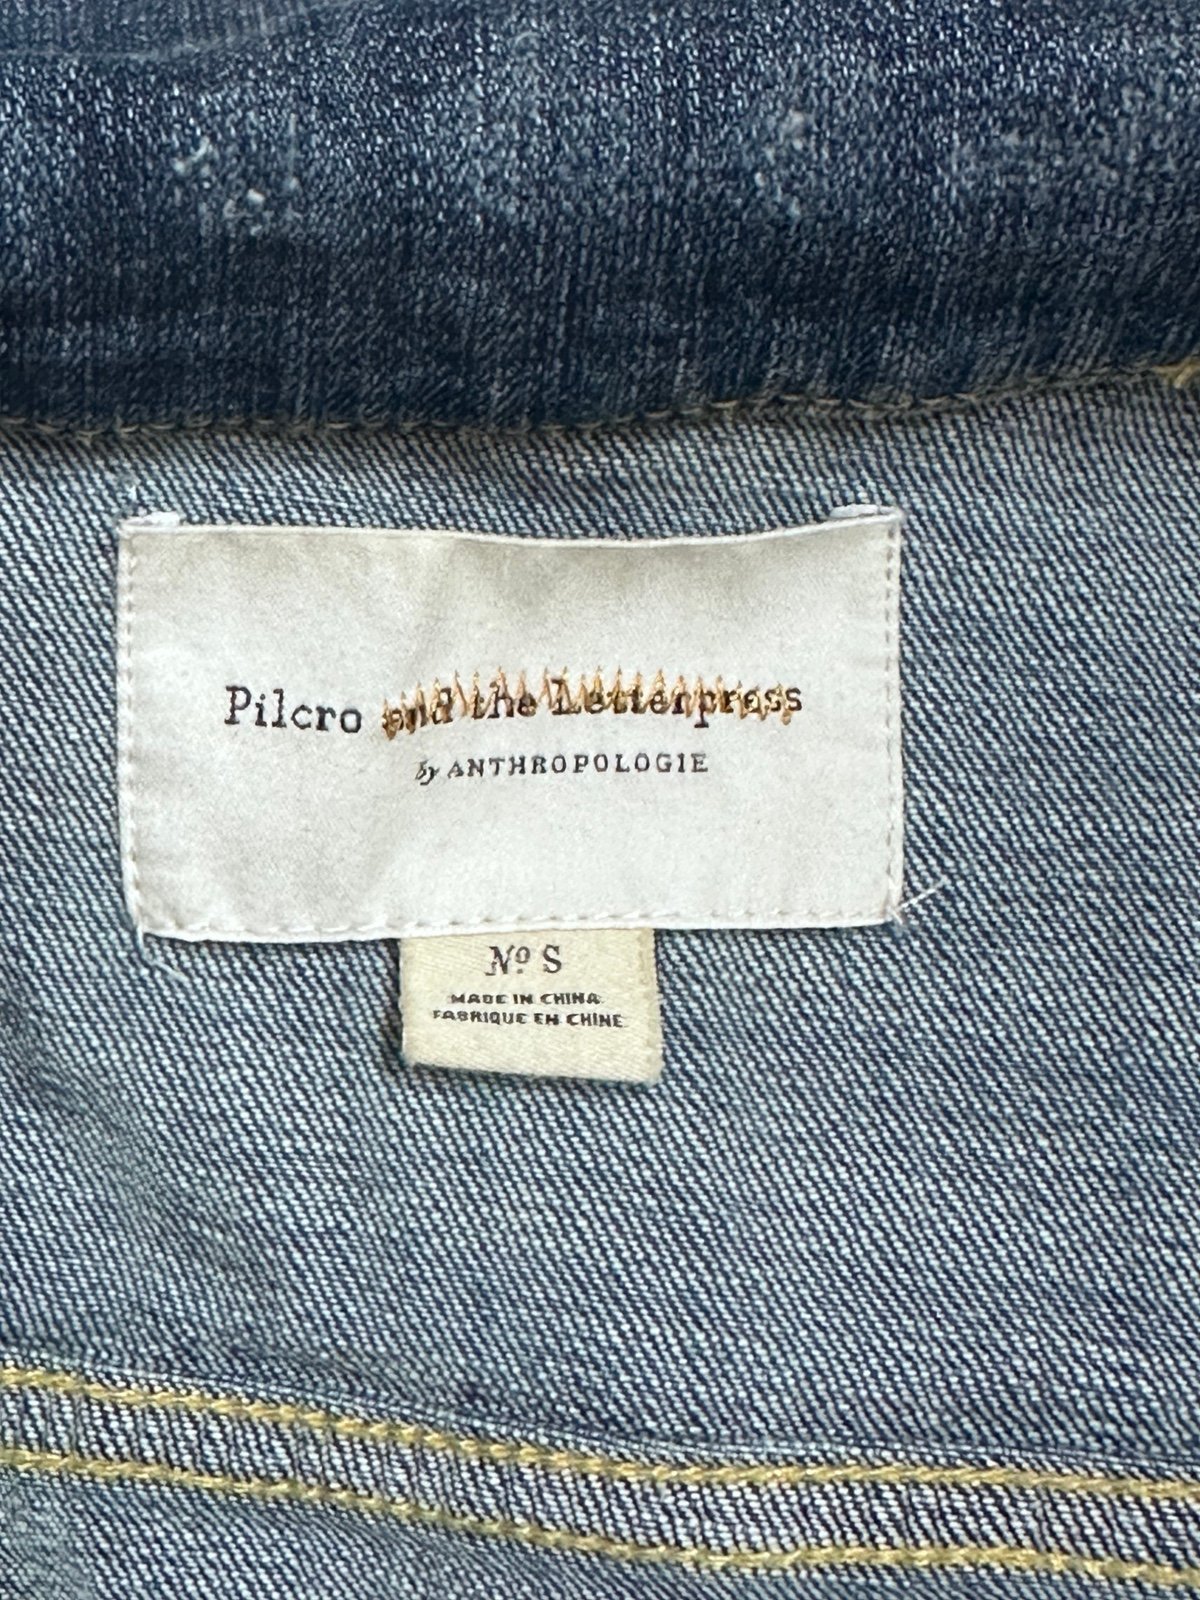 Pilcro and the Letterpress
by ANTHROPOLOGIE
Nº S
MADE IN CHINA
FABRIQUE EN CHINE